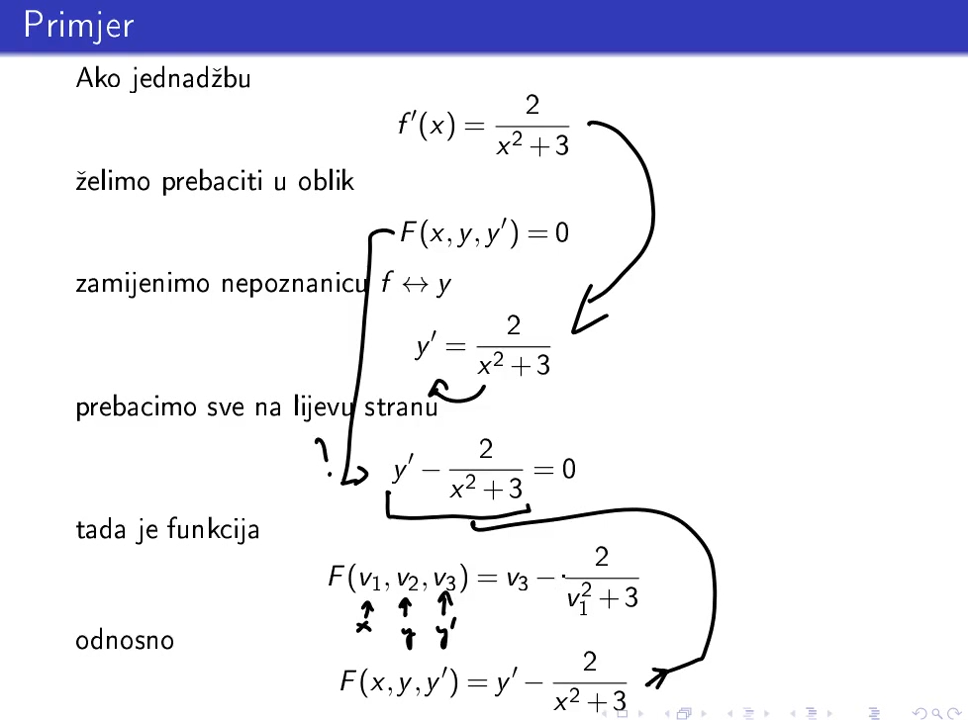 Primjer
Ako jednadžbu
f′(x) = 2 / (x² + 3)
želimo prebaciti u oblik
F(x, y, y′) = 0
zamijenimo nepoznanicu f ↔ y
y′ = 2 / (x² + 3)
prebacimo sve na lijevu stranu
? y′ − 2 / (x² + 3) = 0
tada je funkcija
F(v₁, v₂, v₃) = v₃ − 2 / (v₁² + 3)
x y y′
odnosno
F(x, y, y′) = y′ − 2 / (x² + 3)